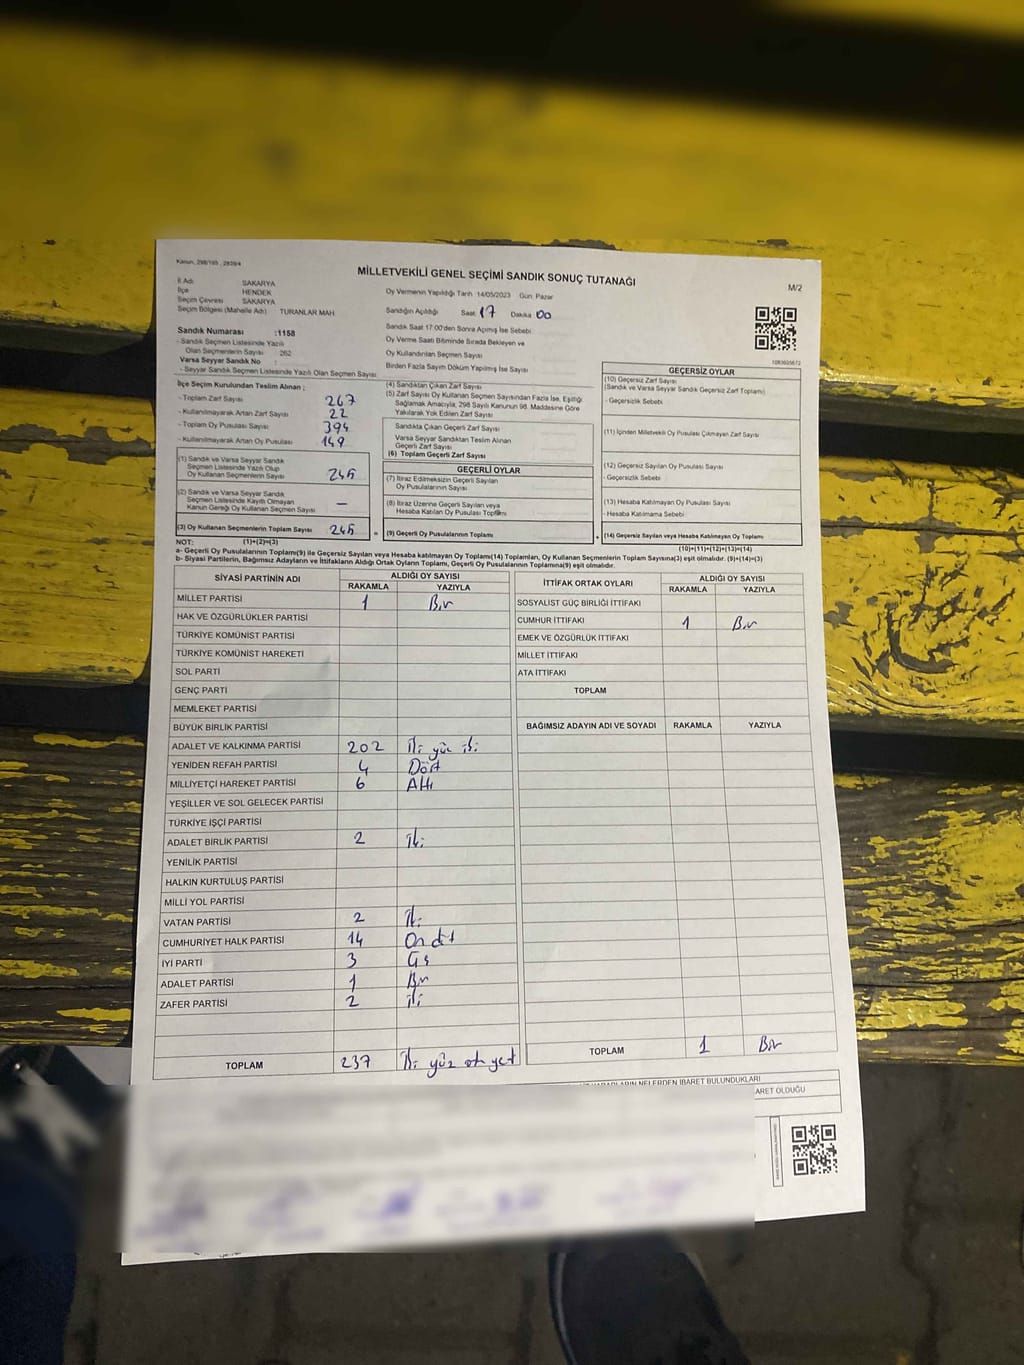 Kanun, 298/105 , 2839/4
MİLLETVEKİLİ GENEL SEÇİMİ SANDIK SONUÇ TUTANAĞI
M/2
İl Adı SAKARYA
İlçe HENDEK
Seçim Çevresi SAKARYA
Seçim Bölgesi (Mahalle Adı) TURANLAR MAH.
Sandık Numarası :1158
- Sandık Seçmen Listesinde Yazılı
Olan Seçmenlerin Sayısı : 262
Varsa Seyyar Sandık No :
- Seyyar Sandık Seçmen Listesinde Yazılı Olan Seçmen Sayısı
Oy Vermenin Yapıldığı Tarih 14/05/2023 Gün: Pazar
Sandığın Açıldığı Saat 17 Dakika 00
Sandık Saat 17:00'den Sonra Açımış İse Sebebi
Oy Verme Saati Bitiminde Sırada Bekleyen ve
Oy Kullandırılan Seçmen Sayısı
Birden Fazla Sayım Döküm Yapılmış İse Sayısı
İlçe Seçim Kurulundan Teslim Alınan ;
- Toplam Zarf Sayısı 267
- Kullanılmayarak Artan Zarf Sayısı 22
- Toplam Oy Pusulası Sayısı 394
- Kullanılmayarak Artan Oy Pusulası 149
(1) Sandık ve Varsa Seyyar Sandık
Seçmen Listesinde Yazılı Olup
Oy Kullanan Seçmenlerin Sayısı 245
(2) Sandık ve Varsa Seyyar Sandık
Seçmen Listesinde Kayıtlı Olmayan
Kanun Gereği Oy Kullanan Seçmen Sayısı —
(3) Oy Kullanan Seçmenlerin Toplam Sayısı 245
(1)+(2)=(3)
(4) Sandıktan Çıkan Zarf Sayısı
(5) Zarf Sayısı Oy Kullanan Seçmen Sayısından Fazla İse, Eşitliği
Sağlamak Amacıyla, 298 Sayılı Kanunun 98. Maddesine Göre
Yakılarak Yok Edilen Zarf Sayısı
Sandıkta Çıkan Geçerli Zarf Sayısı
Varsa Seyyar Sandıktan Teslim Alınan
Geçerli Zarf Sayısı
(6) Toplam Geçerli Zarf Sayısı
GEÇERLİ OYLAR
(7) İtiraz Edilmeksizin Geçerli Sayılan
Oy Pusulalarının Sayısı
(8) İtiraz Üzerine Geçerli Sayılan veya
Hesaba Katılan Oy Pusulası Toplamı
= (9) Geçerli Oy Pusulası Toplamı
GEÇERSİZ OYLAR
(10) Geçersiz Zarf Sayısı
(Sandık ve Varsa Seyyar Sandık Geçersiz Zarf Toplamı)
- Geçersizlik Sebebi
(11) İçinden Milletvekili Oy Pusulası Çıkmayan Zarf Sayısı
(12) Geçersiz Sayılan Oy Pusulası Sayısı
- Geçersizlik Sebebi
(13) Hesaba Katılmayan Oy Pusulası Sayısı
- Hesaba Katılmama Sebebi
+ (14) Geçersiz Sayılan veya Hesaba Katılmayan Oy Toplamı
(10)+(11)+(12)+(13)=(14)
NOT:
a- Geçerli Oy Pusulalarının Toplamı(9) ile Geçersiz Sayılan veya Hesaba katılmayan Oy Toplamı(14) Toplamları, Oy Kullanan Seçmenlerin Toplam Sayısına(3) eşit olmalıdır. (9)+(14)=(3)
b- Siyasi Partilerin, Bağımsız Adayların ve İttifakların Aldığı Ortak Oyların Toplamı, Geçerli Oy Pusulalarının Toplamına(9) eşit olmalıdır.
SİYASİ PARTİNİN ADI ALDIĞI OY SAYISI
RAKAMLA YAZIYLA
MİLLET PARTİSİ 1 Bir
HAK VE ÖZGÜRLÜKLER PARTİSİ
TÜRKİYE KOMÜNİST PARTİSİ
TÜRKİYE KOMÜNİST HAREKETİ
SOL PARTİ
GENÇ PARTİ
MEMLEKET PARTİSİ
BÜYÜK BİRLİK PARTİSİ
ADALET VE KALKINMA PARTİSİ 202 İki yüz iki
YENİDEN REFAH PARTİSİ 4 Dört
MİLLİYETÇİ HAREKET PARTİSİ 6 Altı
YEŞİLLER VE SOL GELECEK PARTİSİ
TÜRKİYE İŞÇİ PARTİSİ
ADALET BİRLİK PARTİSİ 2 İki
YENİLİK PARTİSİ
HALKIN KURTULUŞ PARTİSİ
MİLLİ YOL PARTİSİ
VATAN PARTİSİ 2 İki
CUMHURİYET HALK PARTİSİ 14 On dört
İYİ PARTİ 3 Üç
ADALET PARTİSİ 1 Bir
ZAFER PARTİSİ 2 iki
TOPLAM 237 İki yüz otuz yedi
İTTİFAK ORTAK OYLARI ALDIĞI OY SAYISI
RAKAMLA YAZIYLA
SOSYALİST GÜÇ BİRLİĞİ İTTİFAKI
CUMHUR İTTİFAKI 1 Bir
EMEK VE ÖZGÜRLÜK İTTİFAKI
MİLLET İTTİFAKI
ATA İTTİFAKI
TOPLAM
BAĞIMSIZ ADAYIN ADI VE SOYADI RAKAMLA YAZIYLA
TOPLAM 1 Bir
NELERDEN İBARET BULUNDUKLARI
OLDUĞU